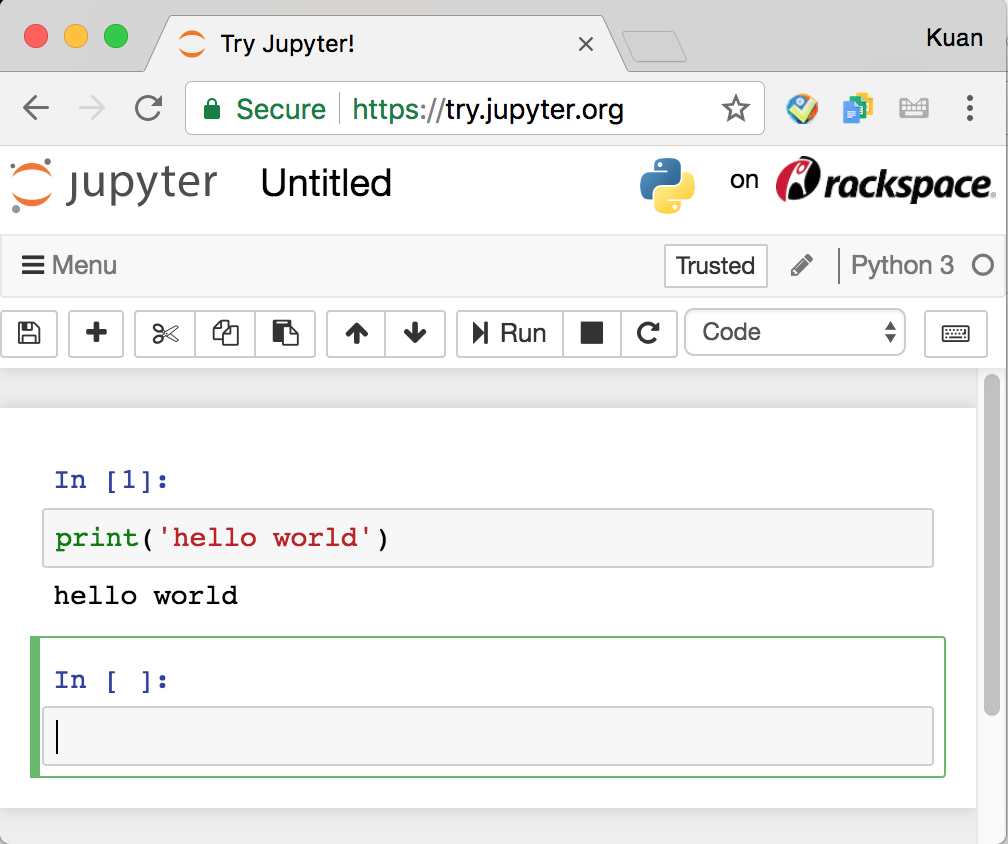 Try Jupyter!
Kuan
Secure https://try.jupyter.org
jupyter Untitled on rackspace®
Menu Trusted Python 3
Run Code
In [1]:
print('hello world')
hello world
In [ ]: